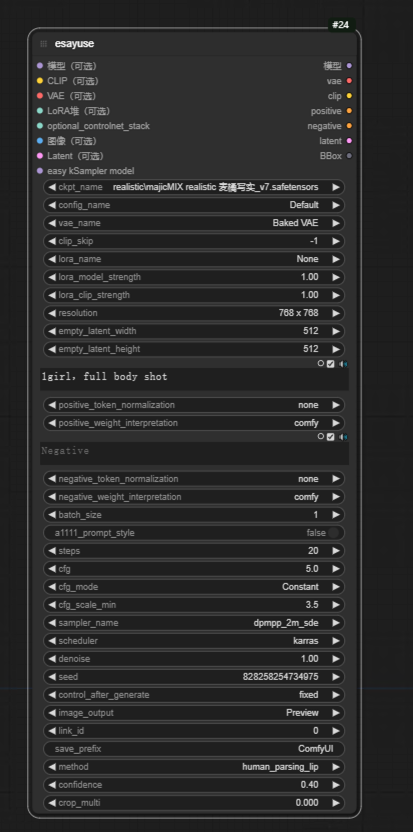 #24
esayuse
模型（可选） 模型
CLIP（可选） vae
VAE（可选） clip
LoRA堆（可选） positive
optional_controlnet_stack negative
图像（可选） latent
Latent（可选） BBox
easy kSampler model
ckpt_name realistic\majicMIX realistic 麦橘写实_v7.safetensors
config_name Default
vae_name Baked VAE
clip_skip -1
lora_name None
lora_model_strength 1.00
lora_clip_strength 1.00
resolution 768 x 768
empty_latent_width 512
empty_latent_height 512
1girl, full body shot
positive_token_normalization none
positive_weight_interpretation comfy
Negative
negative_token_normalization none
negative_weight_interpretation comfy
batch_size 1
a1111_prompt_style false
steps 20
cfg 5.0
cfg_mode Constant
cfg_scale_min 3.5
sampler_name dpmpp_2m_sde
scheduler karras
denoise 1.00
seed 828258254734975
control_after_generate fixed
image_output Preview
link_id 0
save_prefix ComfyUI
method human_parsing_lip
confidence 0.40
crop_multi 0.000